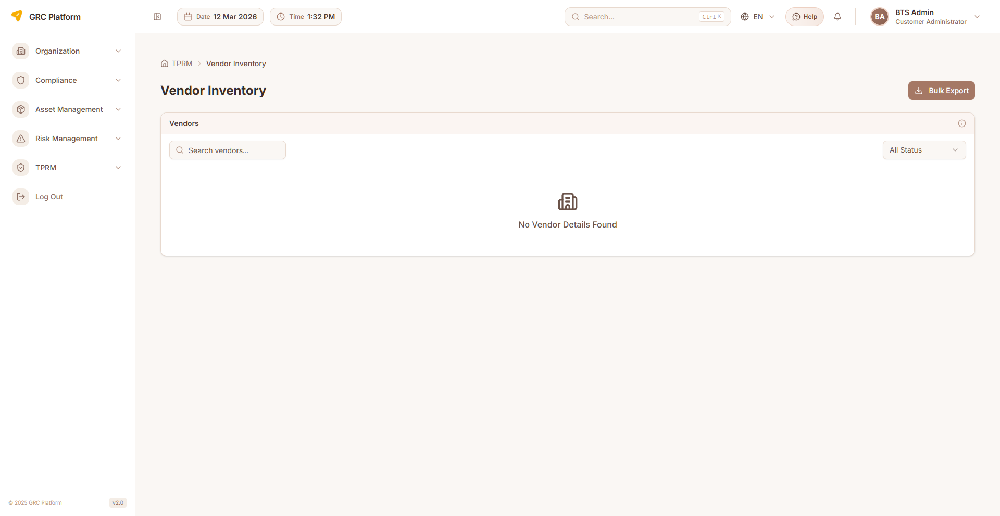 GRC Platform
Date 12 Mar 2026
Time 1:32 PM
Search...
Ctrl K
EN
Help
BA
BTS Admin
Customer Administrator
Organization
Compliance
Asset Management
Risk Management
TPRM
Log Out
TPRM > Vendor Inventory
Vendor Inventory
Bulk Export
Vendors
Search vendors...
All Status
No Vendor Details Found
© 2025 GRC Platform
v2.0